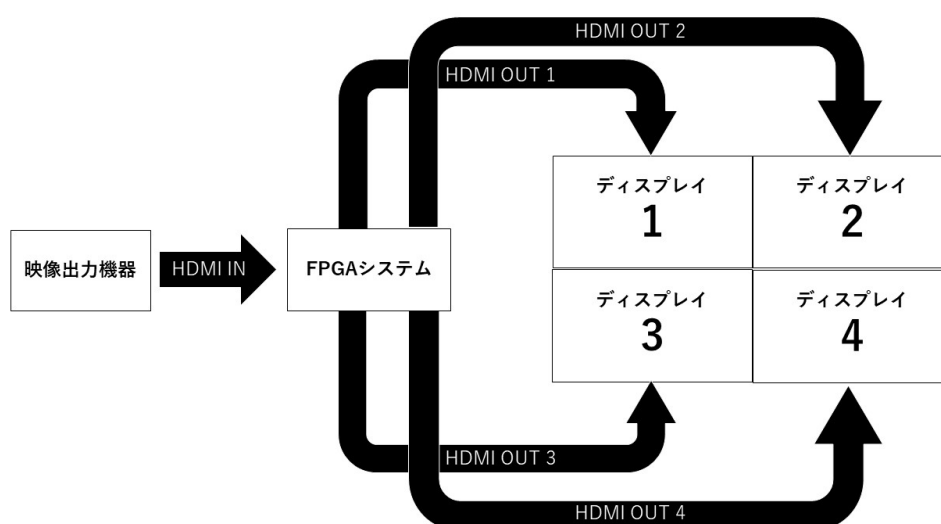 HDMI OUT 2
HDMI OUT 1
ディスプレイ
1
ディスプレイ
2
映像出力機器
HDMI IN
FPGAシステム
ディスプレイ
3
ディスプレイ
4
HDMI OUT 3
HDMI OUT 4